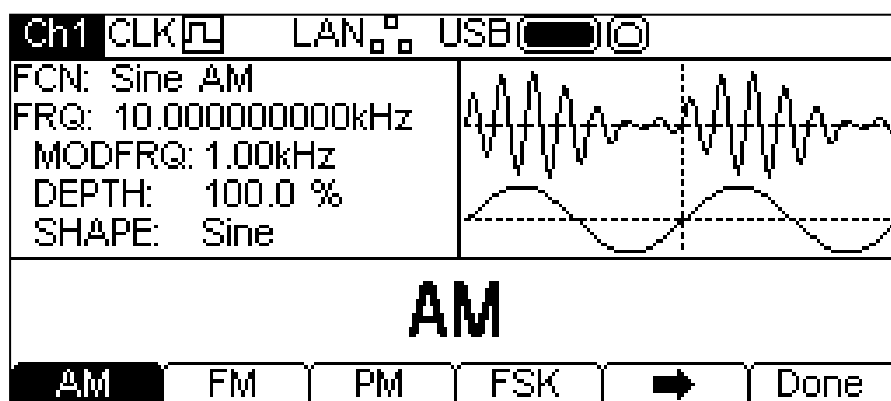 Ch1 CLK LAN USB
FCN: Sine AM
FRQ: 10.000000000kHz
MODFRQ: 1.00kHz
DEPTH: 100.0 %
SHAPE: Sine
AM
AM FM PM FSK Done